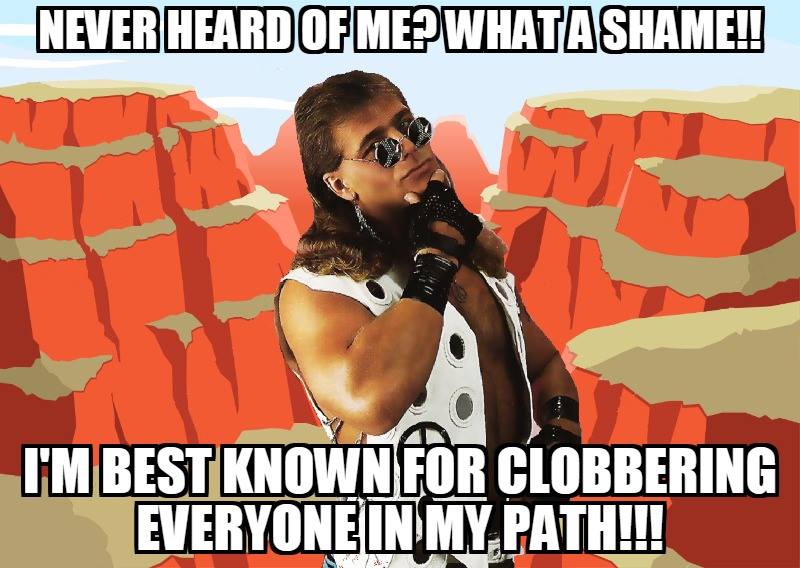 NEVER HEARD OF ME? WHAT A SHAME!!
I'M BEST KNOWN FOR CLOBBERING
EVERYONE IN MY PATH!!!